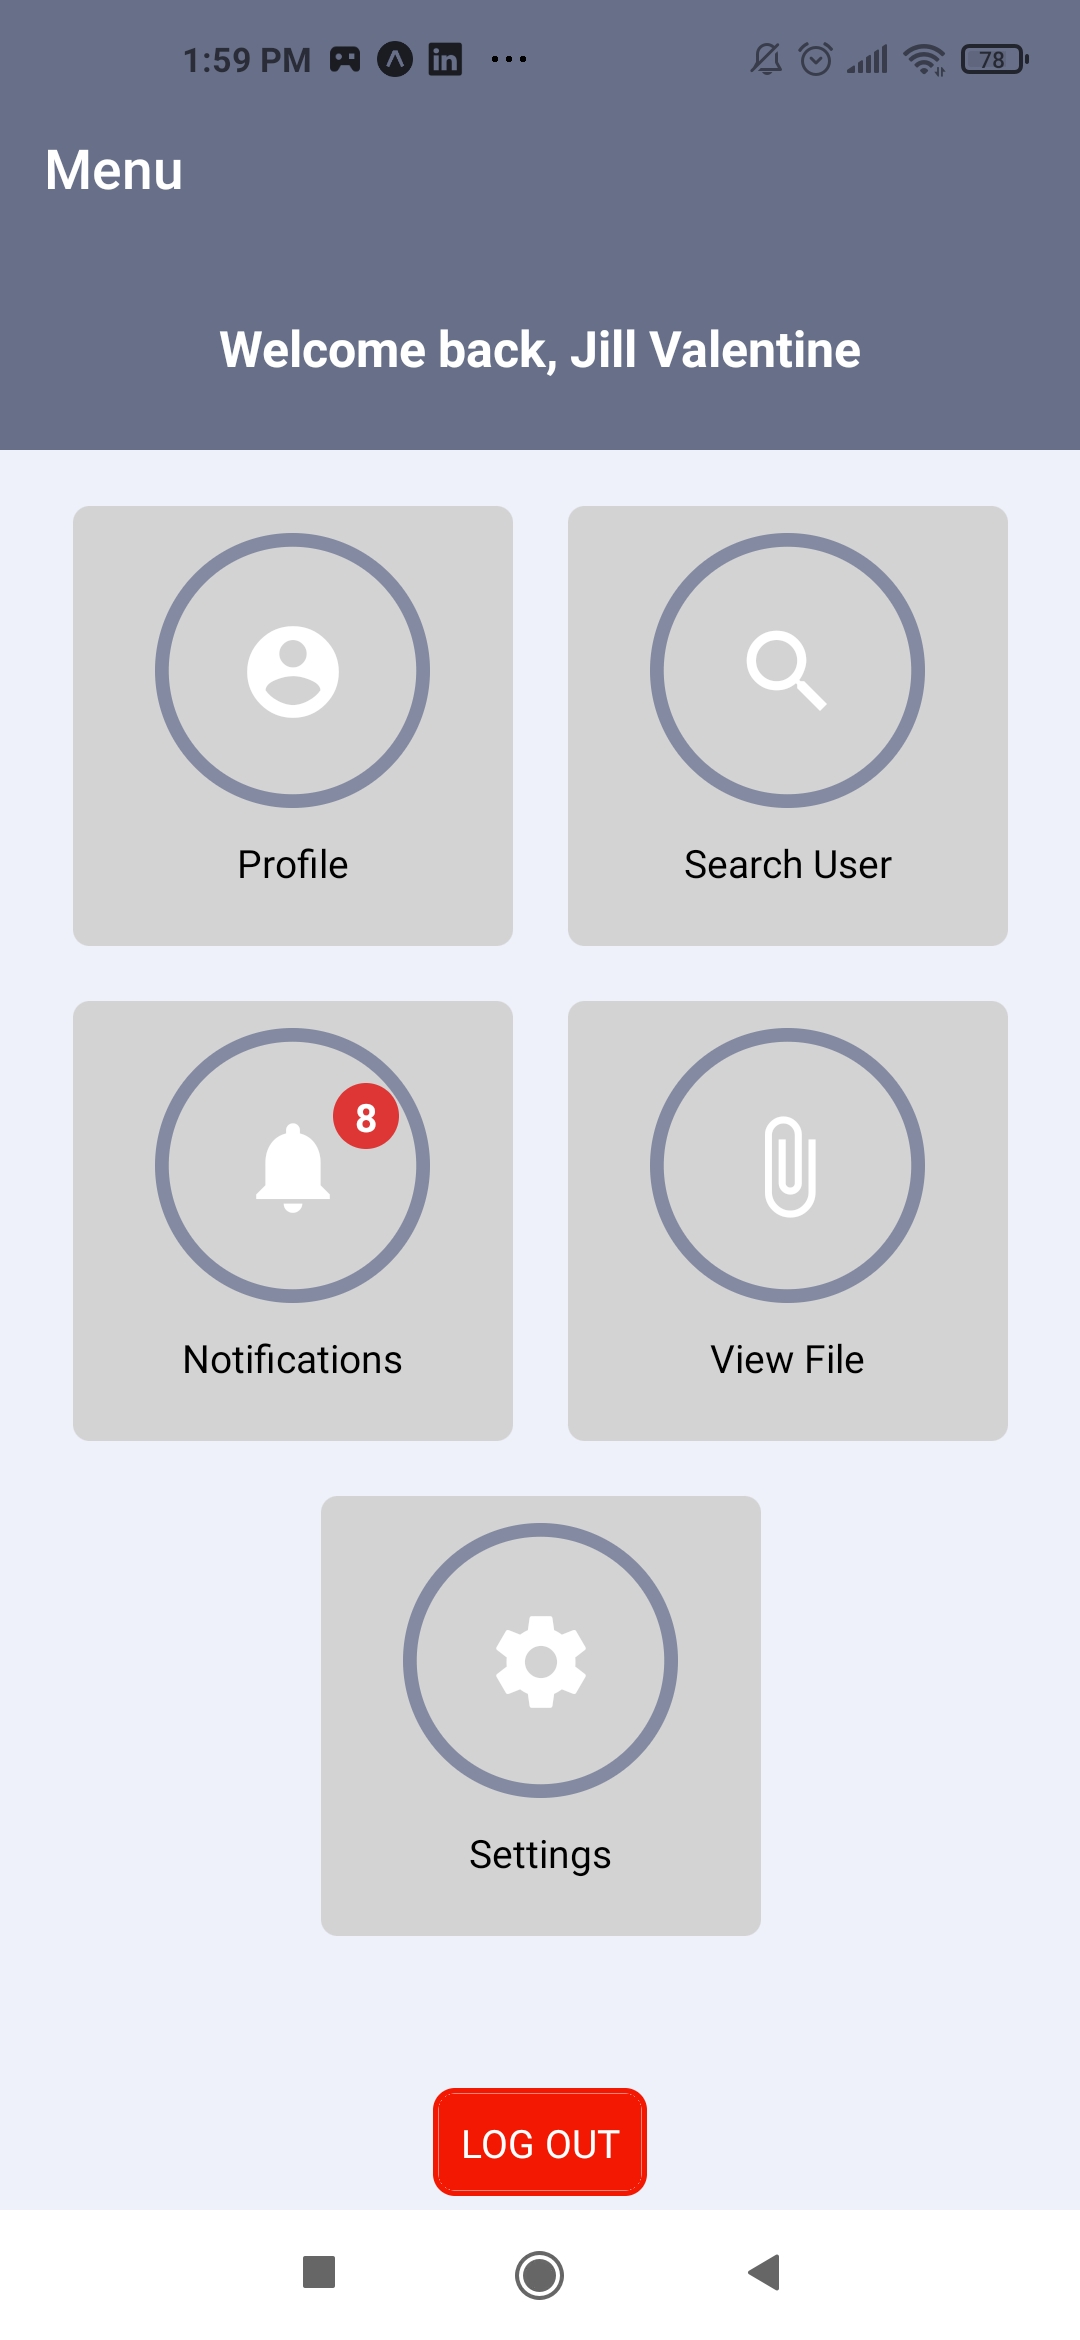 1:59 PM in ... 78
Menu
Welcome back, Jill Valentine
Profile
Search User
8
Notifications
View File
Settings
LOG OUT